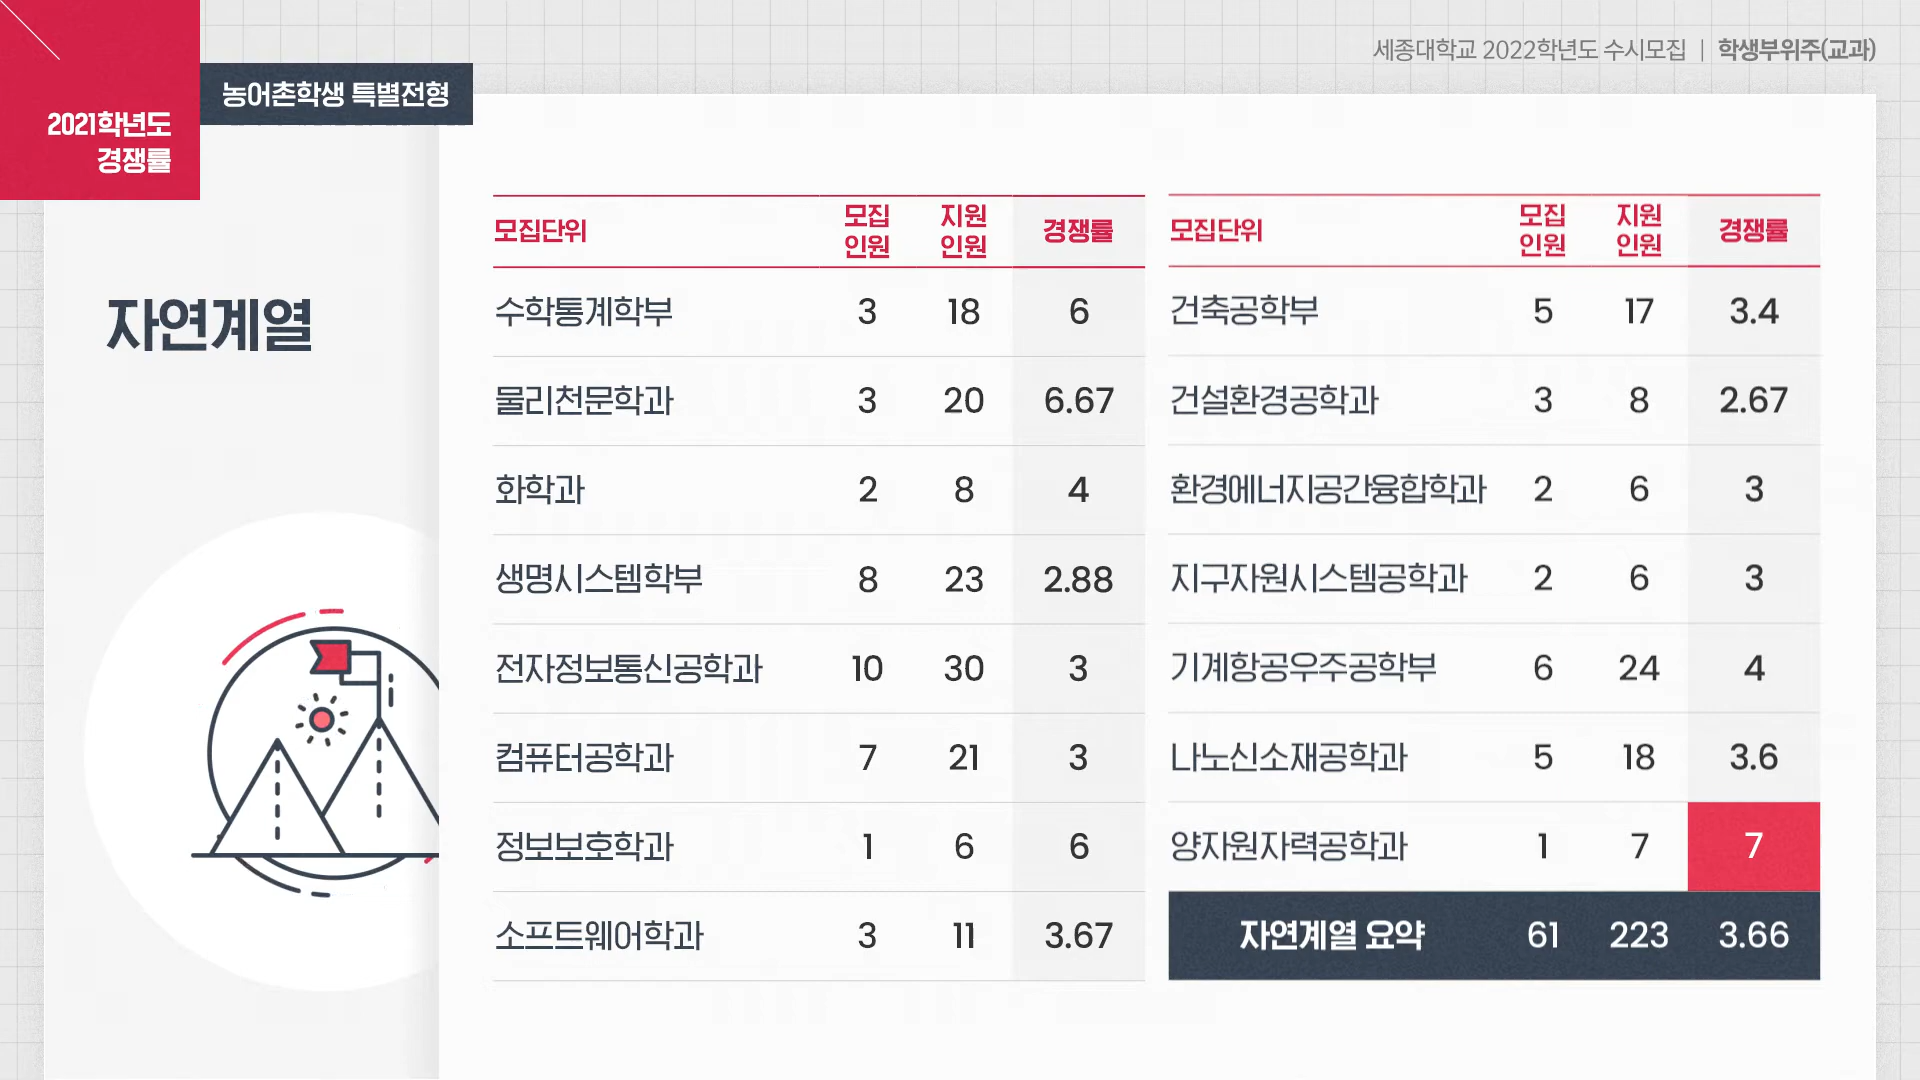 세종대학교 2022학년도 수시모집 | 학생부위주(교과)
2021학년도
경쟁률
농어촌학생 특별전형
자연계열
모집단위 모집인원 지원인원 경쟁률
수학통계학부 3 18 6
물리천문학과 3 20 6.67
화학과 2 8 4
생명시스템학부 8 23 2.88
전자정보통신공학과 10 30 3
컴퓨터공학과 7 21 3
정보보호학과 1 6 6
소프트웨어학과 3 11 3.67
모집단위 모집인원 지원인원 경쟁률
건축공학부 5 17 3.4
건설환경공학과 3 8 2.67
환경에너지공간융합학과 2 6 3
지구자원시스템공학과 2 6 3
기계항공우주공학부 6 24 4
나노신소재공학과 5 18 3.6
양자원자력공학과 1 7 7
자연계열 요약 61 223 3.66